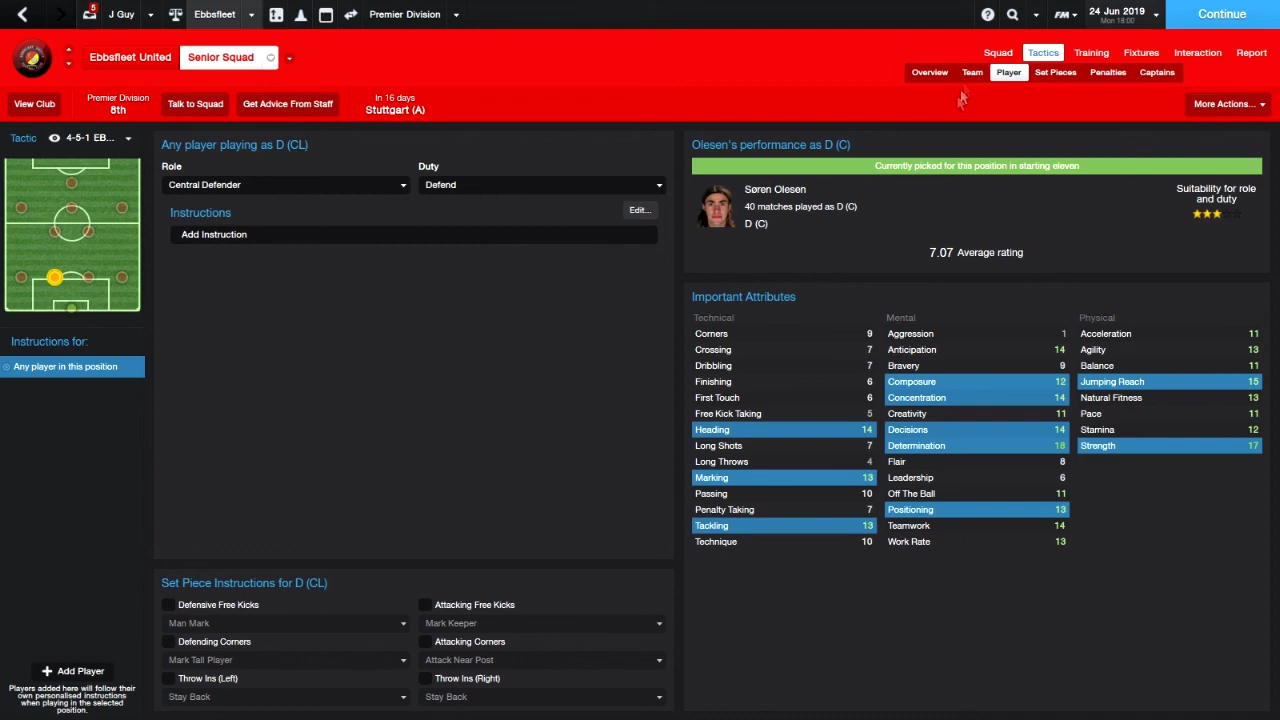 5 J Guy Ebbsfleet Premier Division FM 24 Jun 2019 Continue
Mon 18:00
Ebbsfleet United Senior Squad Squad Tactics Training Fixtures Interaction Report
Overview Team Player Set Pieces Penalties Captains
View Club Premier Division Talk to Squad Get Advice From Staff In 16 days More Actions...
8th Stuttgart (A)
Tactic 4-5-1 EB...
Instructions for:
Any player in this position
Add Player
Players added here will follow their
own personalised instructions
when playing in the selected
position.
Any player playing as D (CL)
Role Duty
Central Defender Defend
Instructions Edit...
Add Instruction
Set Piece Instructions for D (CL)
Defensive Free Kicks Attacking Free Kicks
Man Mark Mark Keeper
Defending Corners Attacking Corners
Mark Tall Player Attack Near Post
Throw Ins (Left) Throw Ins (Right)
Stay Back Stay Back
Olesen's performance as D (C)
Currently picked for this position in starting eleven
Søren Olesen
40 matches played as D (C)
D (C)
Suitability for role
and duty
7.07 Average rating
Important Attributes
Technical Mental Physical
Corners 9 Aggression 1 Acceleration 11
Crossing 7 Anticipation 14 Agility 13
Dribbling 7 Bravery 9 Balance 11
Finishing 6 Composure 12 Jumping Reach 15
First Touch 6 Concentration 14 Natural Fitness 13
Free Kick Taking 5 Creativity 11 Pace 11
Heading 14 Decisions 14 Stamina 12
Long Shots 7 Determination 18 Strength 17
Long Throws 4 Flair 8
Marking 13 Leadership 6
Passing 10 Off The Ball 11
Penalty Taking 7 Positioning 13
Tackling 13 Teamwork 14
Technique 10 Work Rate 13